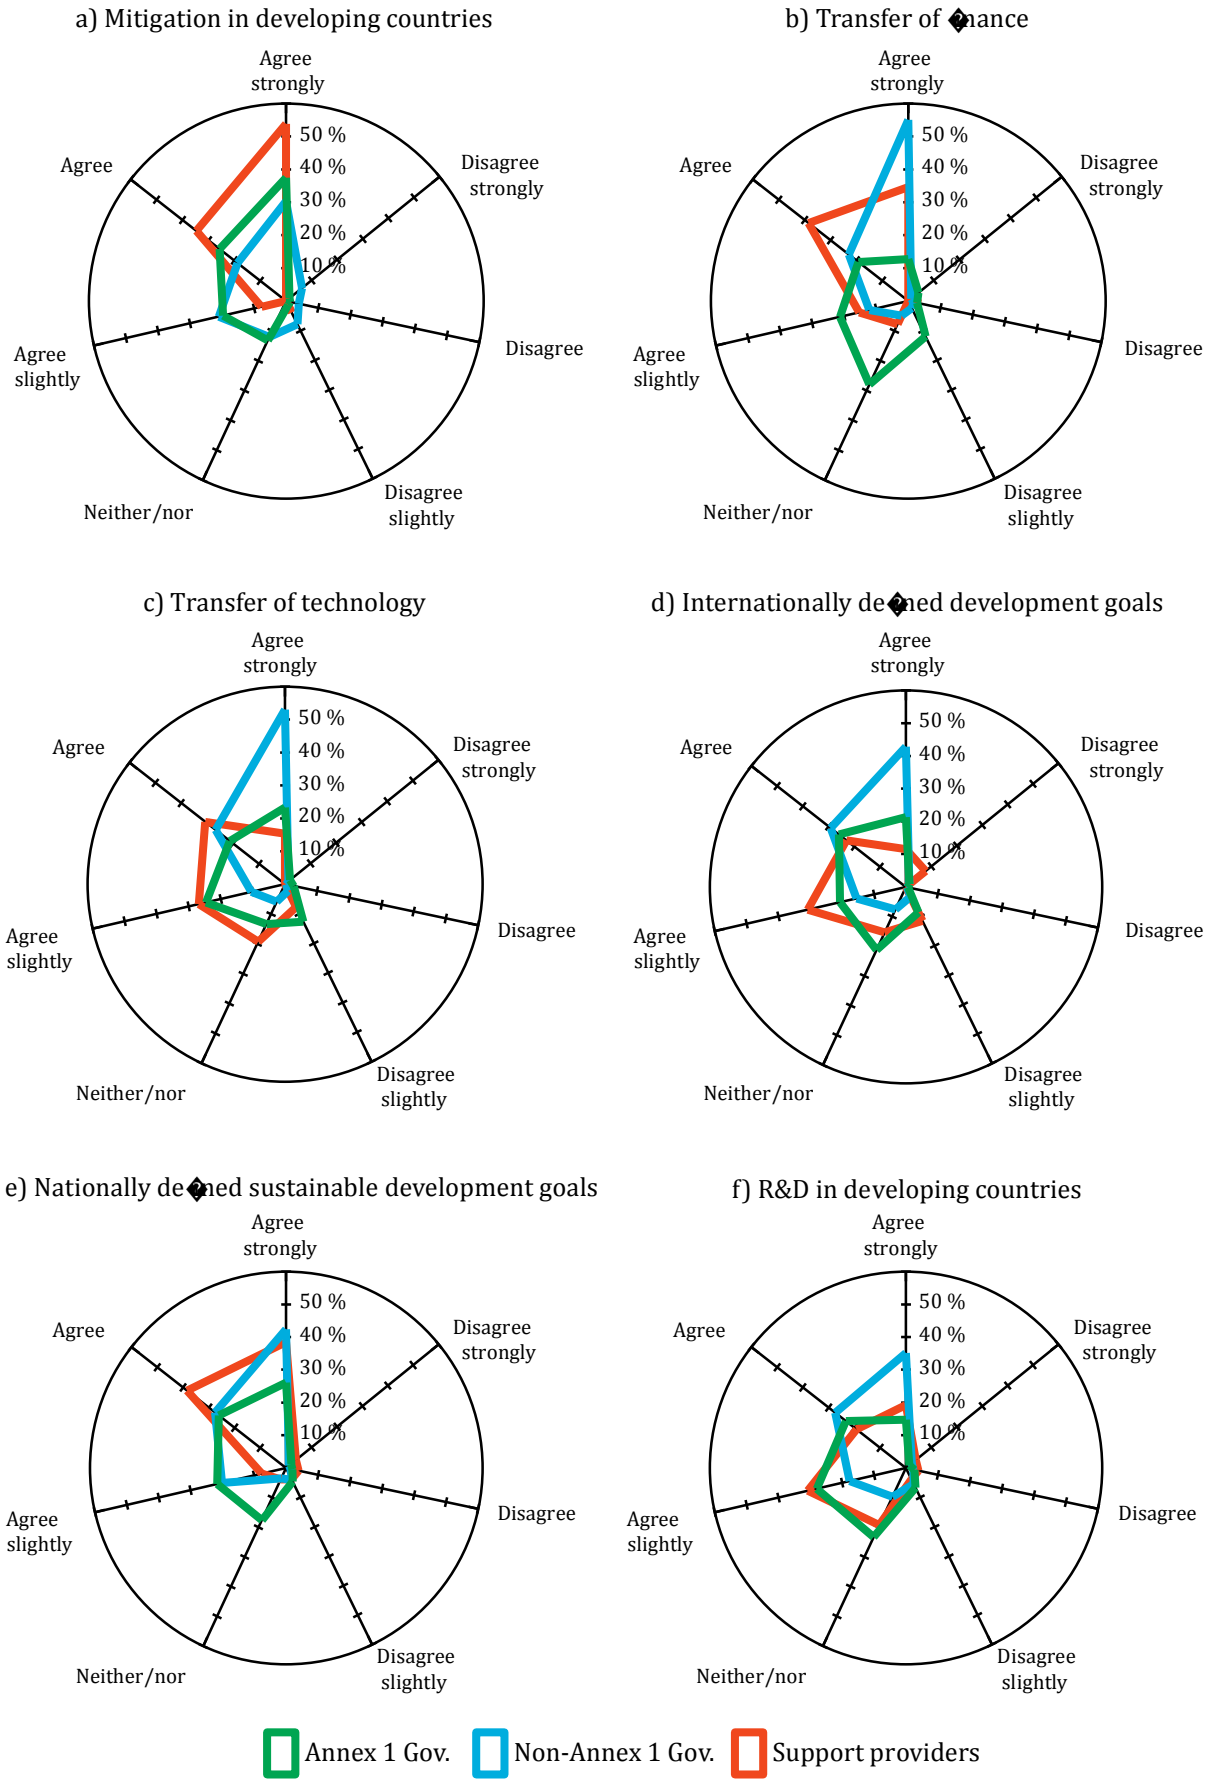 a) Mitigation in developing countries
Agree
strongly
50 %
40 %
30 %
20 %
10 %
Disagree
strongly
Disagree
Disagree
slightly
Neither/nor
Agree
slightly
Agree
b) Transfer of �nance
Agree
strongly
50 %
40 %
30 %
20 %
10 %
Disagree
strongly
Disagree
Disagree
slightly
Neither/nor
Agree
slightly
Agree
c) Transfer of technology
Agree
strongly
50 %
40 %
30 %
20 %
10 %
Disagree
strongly
Disagree
Disagree
slightly
Neither/nor
Agree
slightly
Agree
d) Internationally de�ned development goals
Agree
strongly
50 %
40 %
30 %
20 %
10 %
Disagree
strongly
Disagree
Disagree
slightly
Neither/nor
Agree
slightly
Agree
e) Nationally de�ned sustainable development goals
Agree
strongly
50 %
40 %
30 %
20 %
10 %
Disagree
strongly
Disagree
Disagree
slightly
Neither/nor
Agree
slightly
Agree
f) R&D in developing countries
Agree
strongly
50 %
40 %
30 %
20 %
10 %
Disagree
strongly
Disagree
Disagree
slightly
Neither/nor
Agree
slightly
Agree
Annex 1 Gov.
Non-Annex 1 Gov.
Support providers